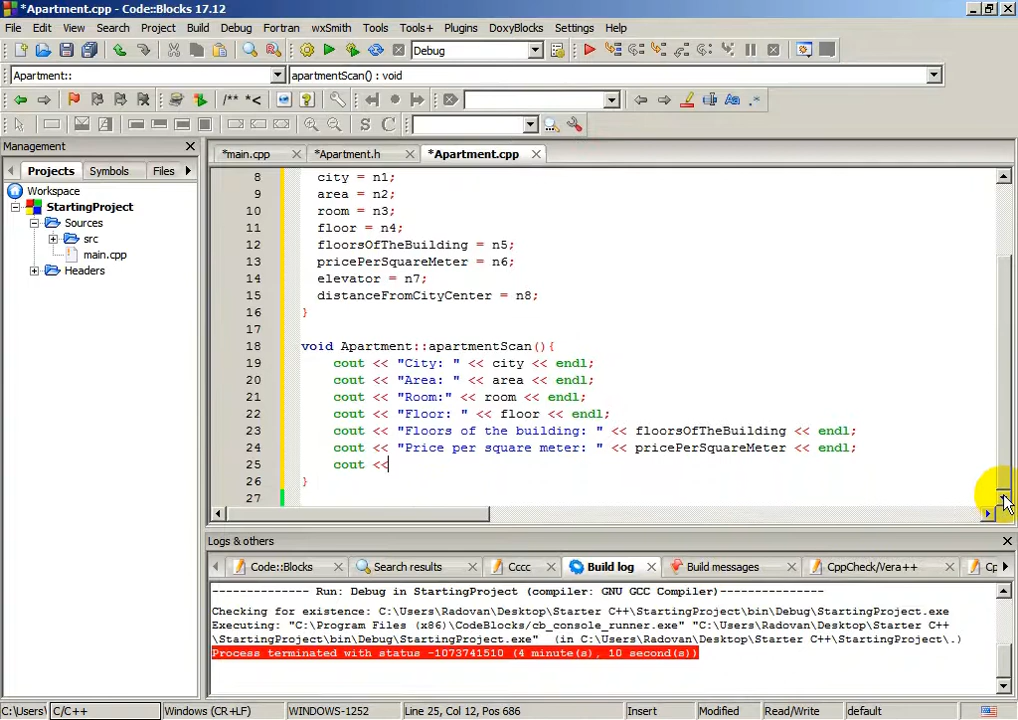 *Apartment.cpp - Code::Blocks 17.12
File Edit View Search Project Build Debug Fortran wxSmith Tools Tools+ Plugins DoxyBlocks Settings Help
Debug
Apartment:: apartmentScan() : void
/** *< ?
S C
Management
*main.cpp *Apartment.h *Apartment.cpp
Projects Symbols Files
Workspace
StartingProject
Sources
src
main.cpp
Headers
8 city = n1;
9 area = n2;
10 room = n3;
11 floor = n4;
12 floorsOfTheBuilding = n5;
13 pricePerSquareMeter = n6;
14 elevator = n7;
15 distanceFromCityCenter = n8;
16 }
17
18 void Apartment::apartmentScan(){
19 cout << "City: " << city << endl;
20 cout << "Area: " << area << endl;
21 cout << "Room:" << room << endl;
22 cout << "Floor: " << floor << endl;
23 cout << "Floors of the building: " << floorsOfTheBuilding << endl;
24 cout << "Price per square meter: " << pricePerSquareMeter << endl;
25 cout <<
26 }
27
Logs & others
Code::Blocks Search results Cccc Build log Build messages CppCheck/Vera++ Cp
-------------- Run: Debug in StartingProject (compiler: GNU GCC Compiler)---------------
Checking for existence: C:\Users\Radovan\Desktop\Starter C++\StartingProject\bin\Debug\StartingProject.exe
Executing: "C:\Program Files (x86)\CodeBlocks/cb_console_runner.exe" "C:\Users\Radovan\Desktop\Starter C++
\StartingProject\bin\Debug\StartingProject.exe" (in C:\Users\Radovan\Desktop\Starter C++\StartingProject\.)
Process terminated with status -1073741510 (4 minute(s), 10 second(s))
C:\Users\ C/C++ Windows (CR+LF) WINDOWS-1252 Line 25, Col 12, Pos 686 Insert Modified Read/Write default